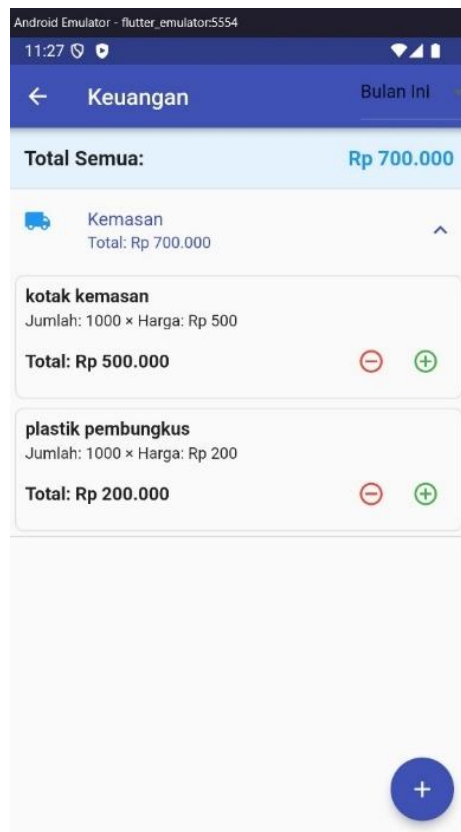 Android Emulator - flutter_emulator:5554
11:27
Keuangan
Bulan Ini
Total Semua:
Rp 700.000
Kemasan
Total: Rp 700.000
kotak kemasan
Jumlah: 1000 × Harga: Rp 500
Total: Rp 500.000
plastik pembungkus
Jumlah: 1000 × Harga: Rp 200
Total: Rp 200.000